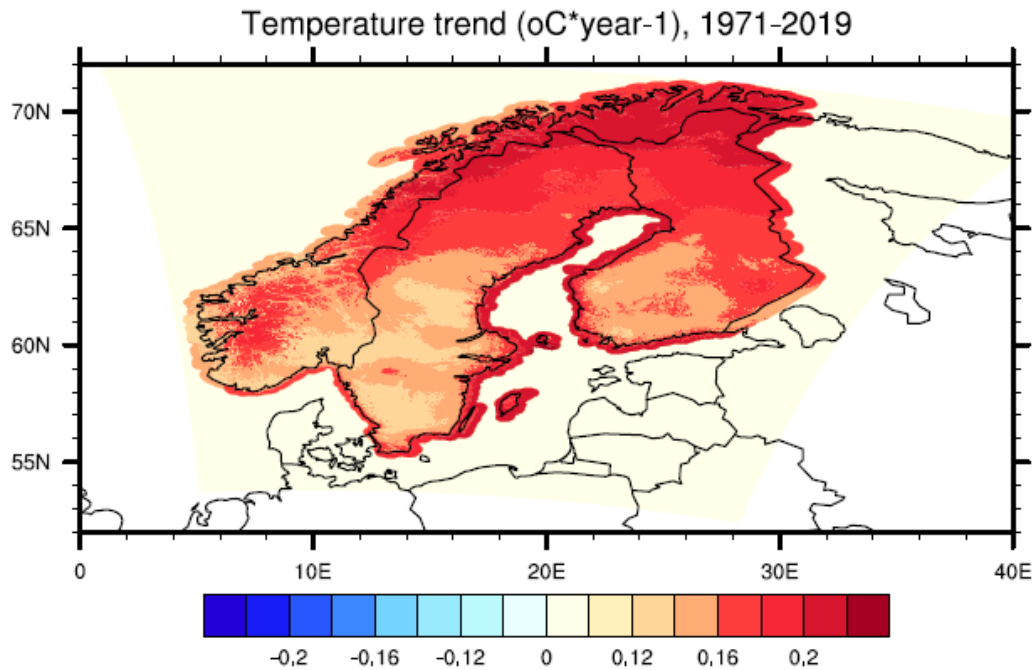 Temperature trend (oC*year-1), 1971-2019
70N
65N
60N
55N
0 10E 20E 30E 40E
-0,2 -0,16 -0,12 0 0,12 0,16 0,2